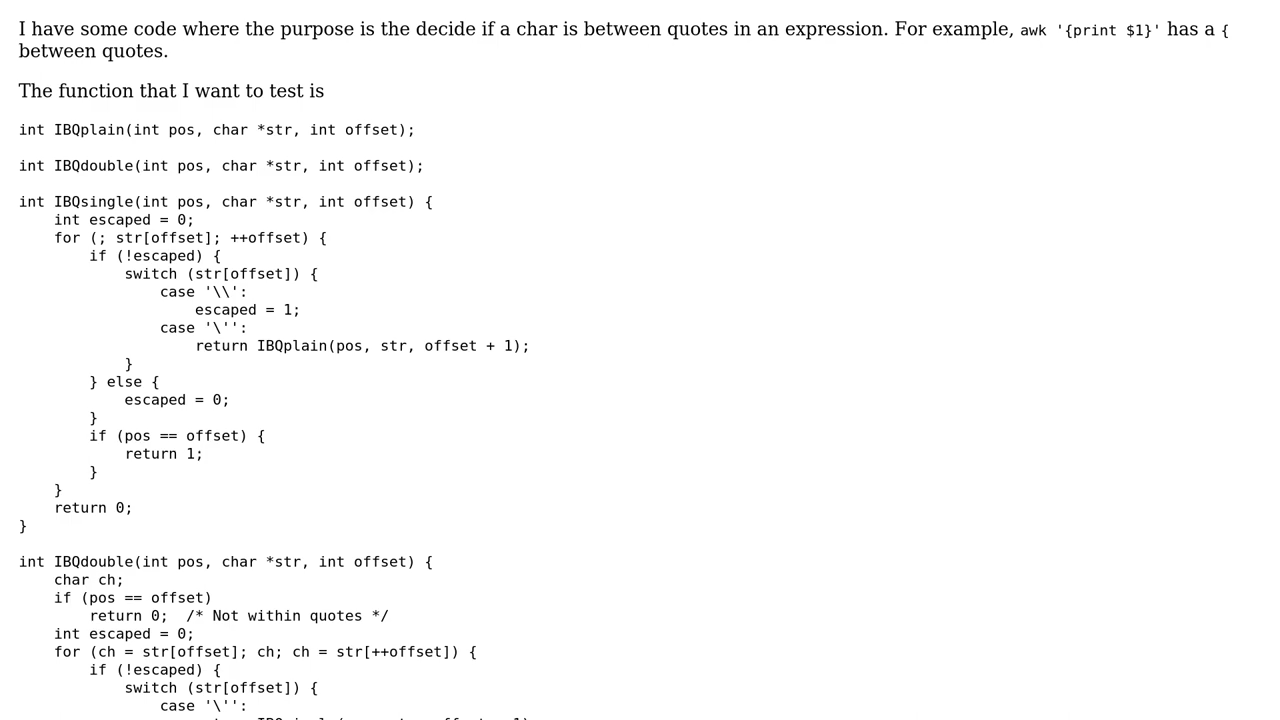 I have some code where the purpose is the decide if a char is between quotes in an expression. For example, awk '{print $1}' has a {
between quotes.
The function that I want to test is
int IBQplain(int pos, char *str, int offset);
int IBQdouble(int pos, char *str, int offset);
int IBQsingle(int pos, char *str, int offset) {
    int escaped = 0;
    for (; str[offset]; ++offset) {
        if (!escaped) {
            switch (str[offset]) {
                case '\\':
                    escaped = 1;
                case '\'':
                    return IBQplain(pos, str, offset + 1);
            }
        } else {
            escaped = 0;
        }
        if (pos == offset) {
            return 1;
        }
    }
    return 0;
}
int IBQdouble(int pos, char *str, int offset) {
    char ch;
    if (pos == offset)
        return 0;  /* Not within quotes */
    int escaped = 0;
    for (ch = str[offset]; ch; ch = str[++offset]) {
        if (!escaped) {
            switch (str[offset]) {
                case '\'':